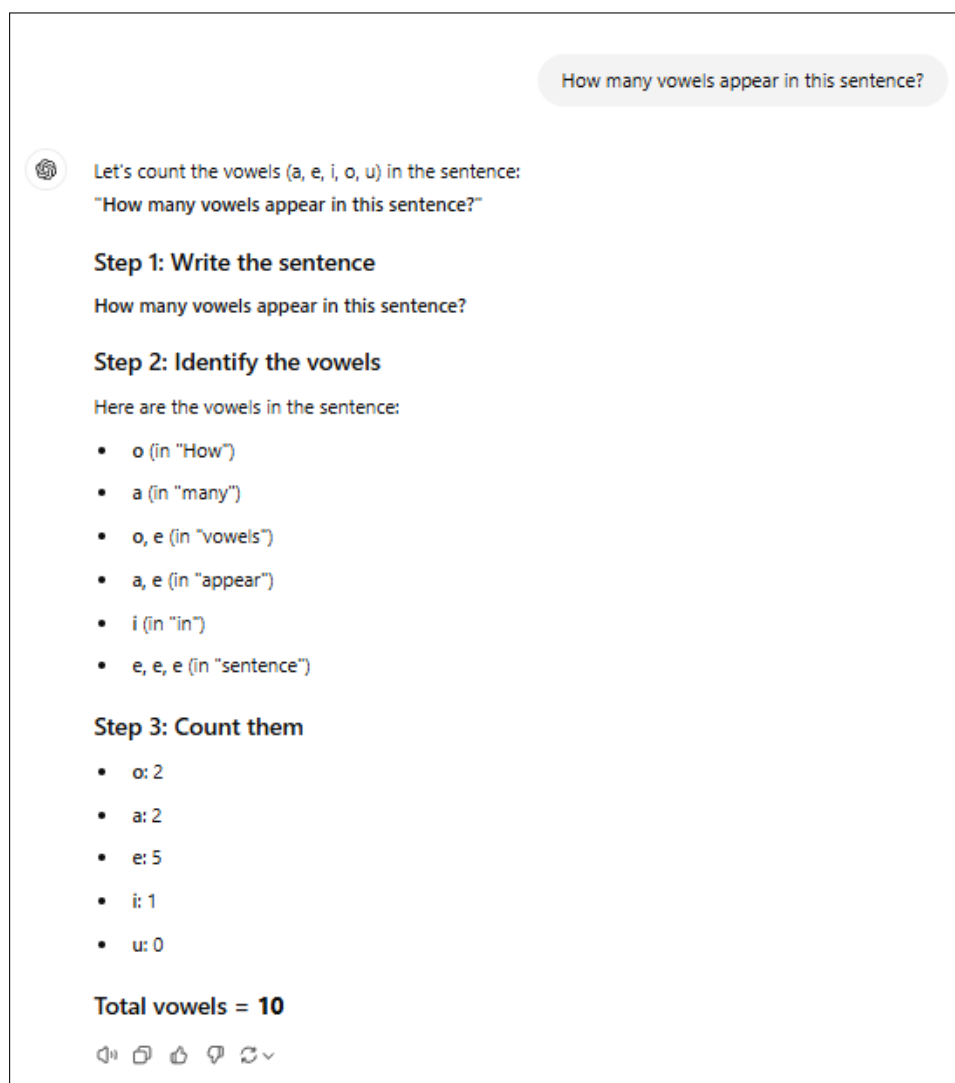 How many vowels appear in this sentence?
Let's count the vowels (a, e, i, o, u) in the sentence:
"How many vowels appear in this sentence?"
Step 1: Write the sentence
How many vowels appear in this sentence?
Step 2: Identify the vowels
Here are the vowels in the sentence:
• o (in "How")
• a (in "many")
• o, e (in "vowels")
• a, e (in "appear")
• i (in "in")
• e, e, e (in "sentence")
Step 3: Count them
• o: 2
• a: 2
• e: 5
• i: 1
• u: 0
Total vowels = 10